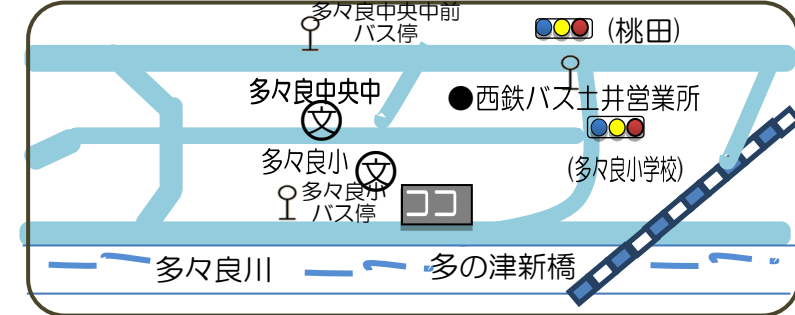 多々良中央中前
バス停
(桃田)
多々良中央中
文
●西鉄バス土井営業所
多々良小
文
(多々良小学校)
多々良小
バス停
ココ
多々良川
多の津新橋